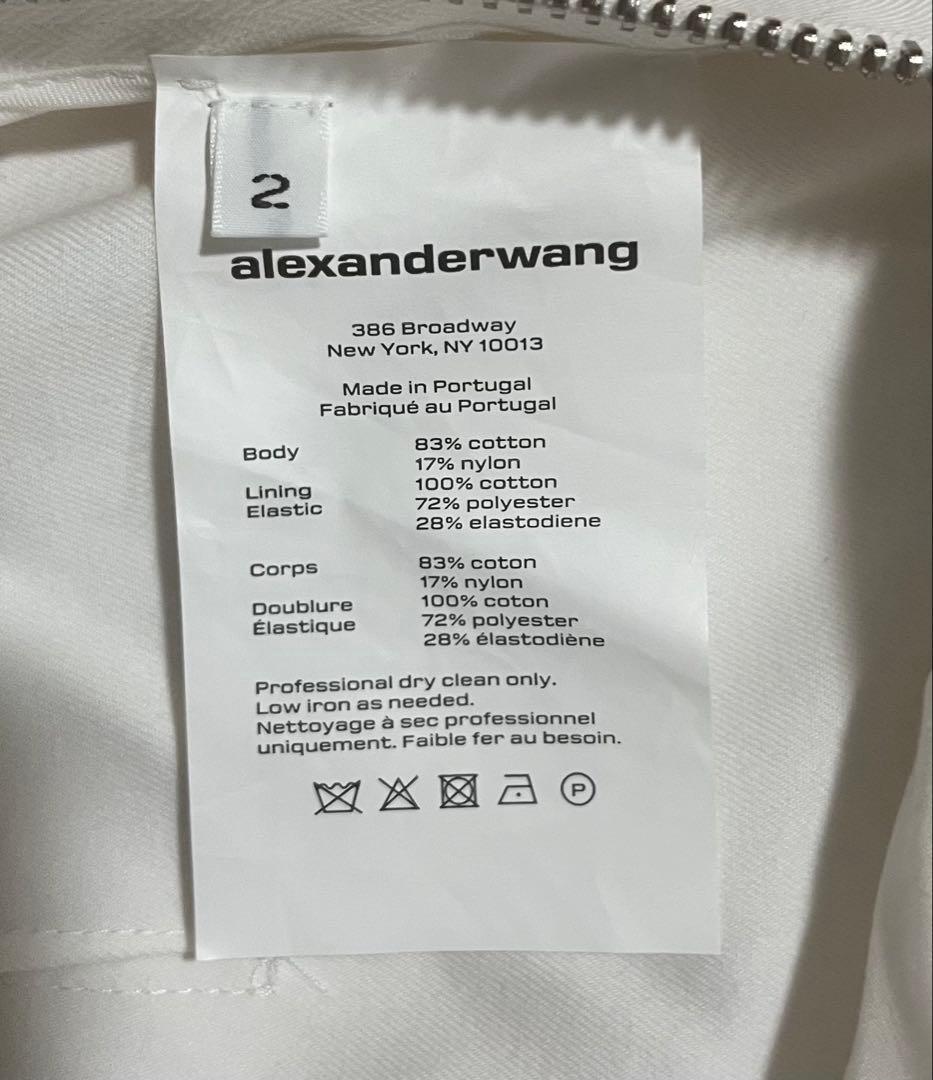 2
alexanderwang
386 Broadway
New York, NY 10013
Made in Portugal
Fabriqué au Portugal
Body 83% cotton
17% nylon
Lining 100% cotton
Elastic 72% polyester
28% elastodiene
Corps 83% coton
17% nylon
Doublure 100% coton
Élastique 72% polyester
28% élastodiène
Professional dry clean only.
Low iron as needed.
Nettoyage à sec professionnel
uniquement. Faible fer au besoin.
P